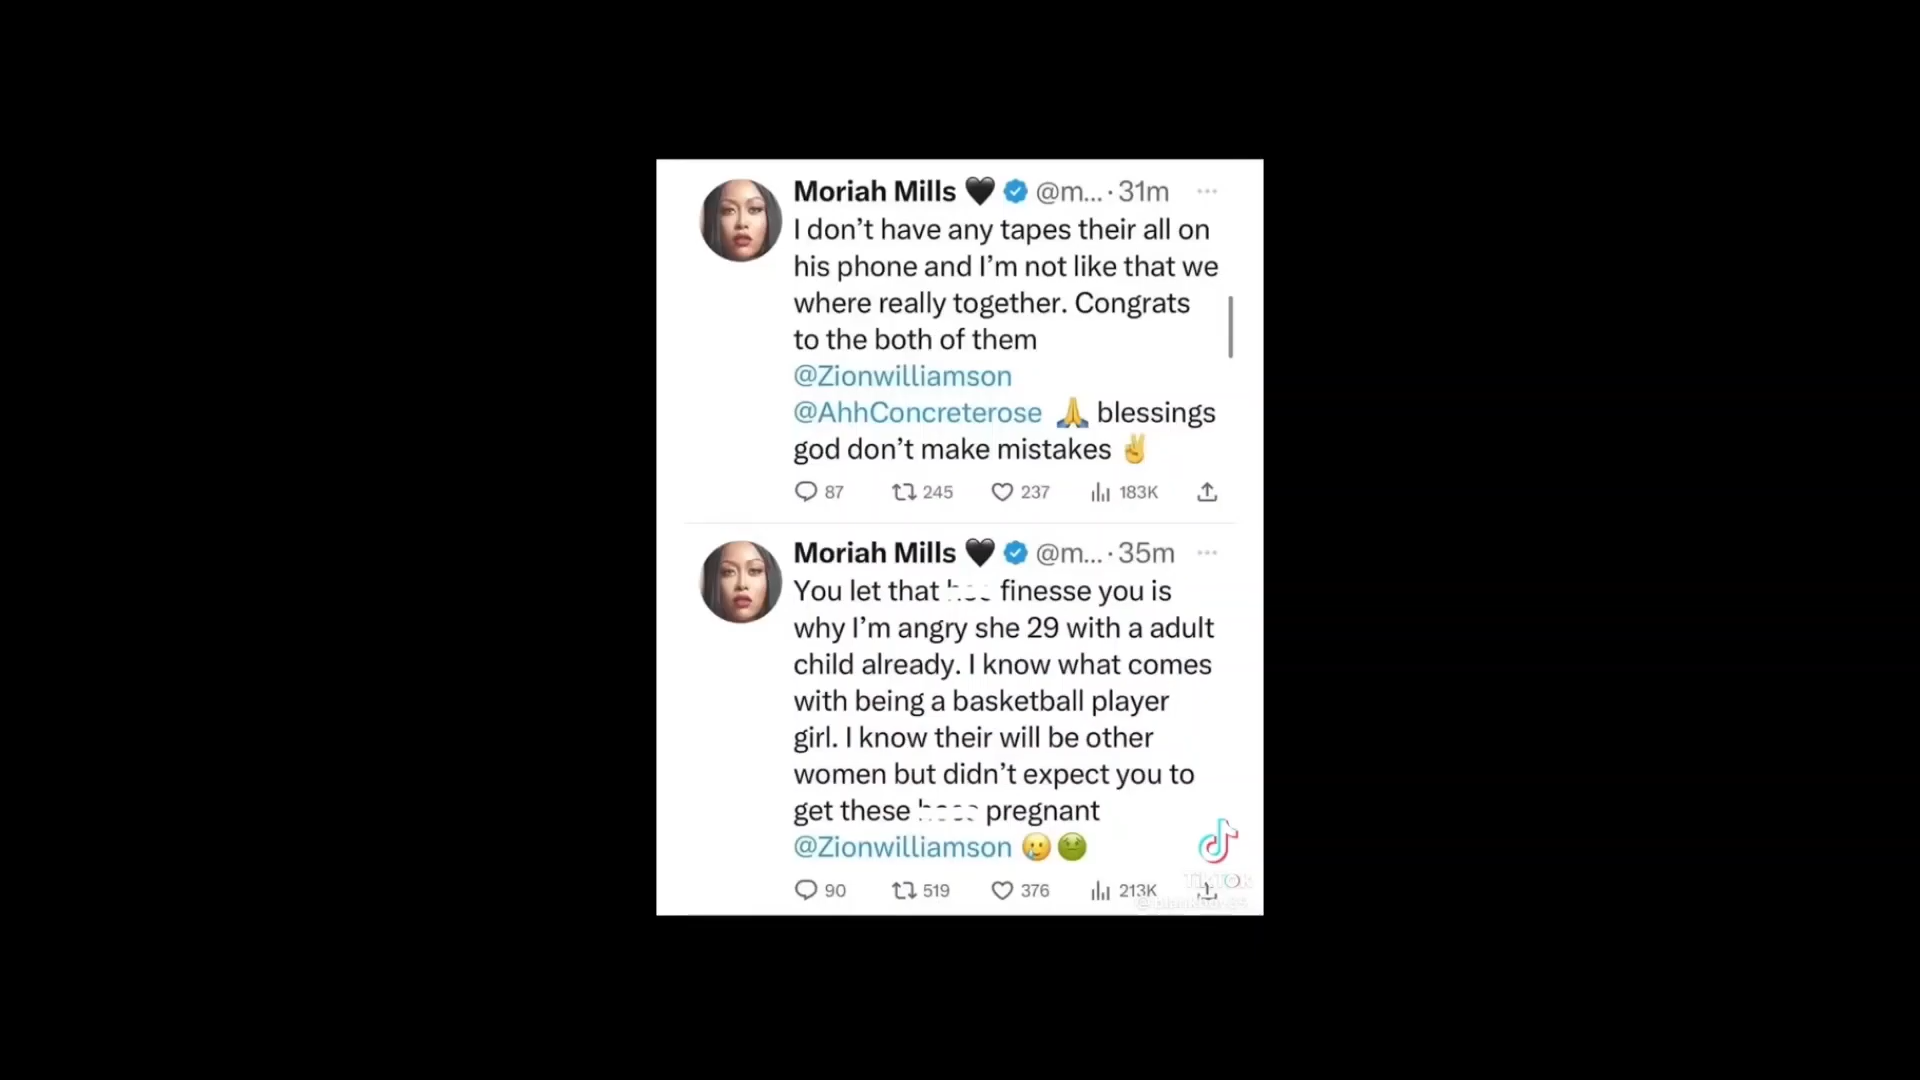 Moriah Mills 🖤 @m... · 31m ...
I don't have any tapes their all on
his phone and I'm not like that we
where really together. Congrats
to the both of them
@Zionwilliamson
@AhhConcreterose 🙏 blessings
god don't make mistakes ✌️
87 245 237 183K
Moriah Mills 🖤 @m... · 35m ...
You let that finesse you is
why I'm angry she 29 with a adult
child already. I know what comes
with being a basketball player
girl. I know their will be other
women but didn't expect you to
get these pregnant
@Zionwilliamson 🥲🤢
90 519 376 213K
TikTok